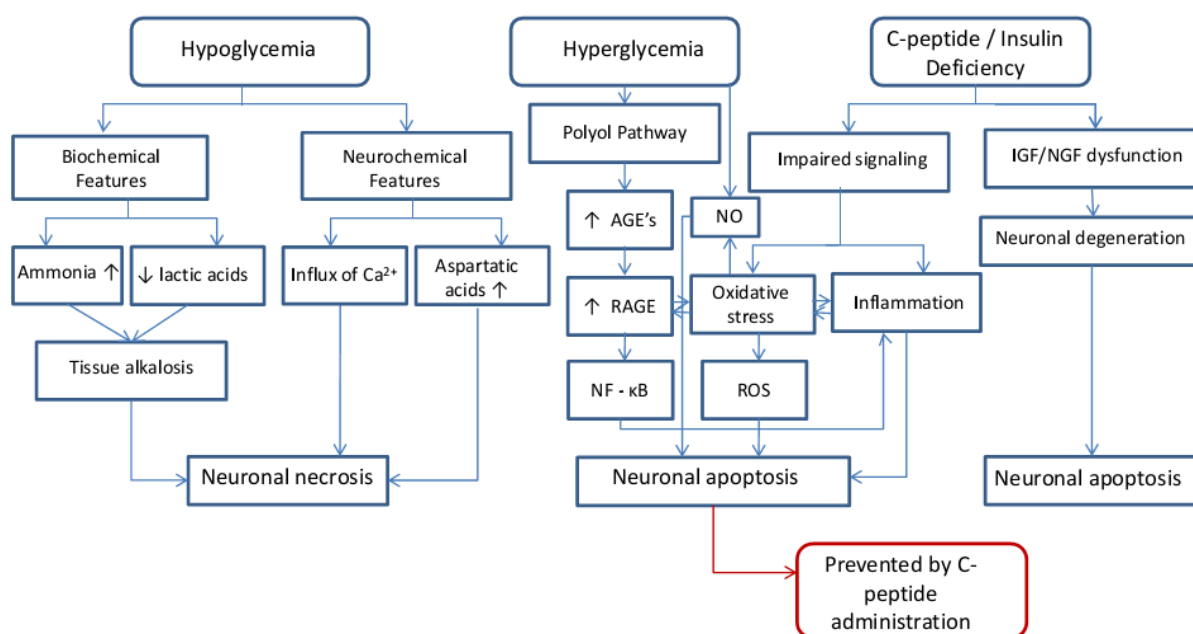 Hypoglycemia
Hyperglycemia
C-peptide / Insulin
Deficiency
Biochemical
Features
Neurochemical
Features
Polyol Pathway
Impaired signaling
IGF/NGF dysfunction
Ammonia ↑
↓ lactic acids
Influx of Ca²⁺
Aspartatic
acids ↑
↑ AGE's
NO
Neuronal degeneration
↑ RAGE
Oxidative
stress
Inflammation
Tissue alkalosis
NF - κB
ROS
Neuronal necrosis
Neuronal apoptosis
Neuronal apoptosis
Prevented by C-
peptide
administration